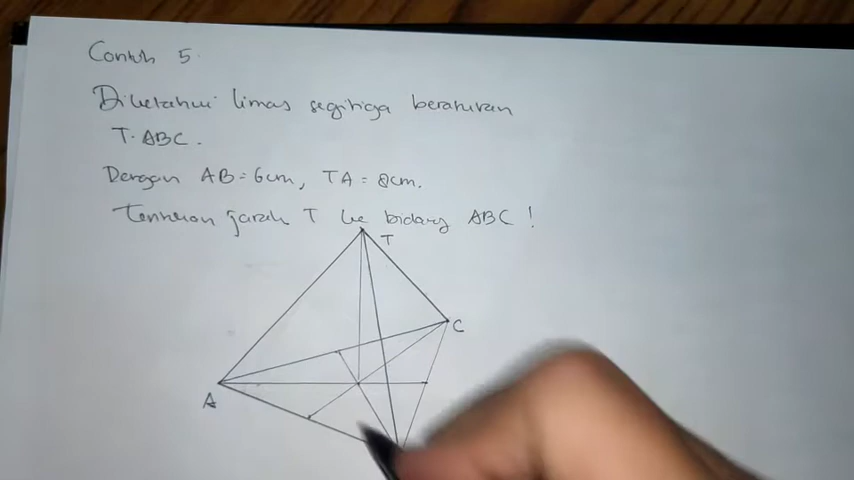 Contoh 5.
Diketahui limas segitiga beraturan
T.ABC.
Dengan AB = 6cm, TA = 8cm.
Tentukan jarak T ke bidang ABC !
T
C
A